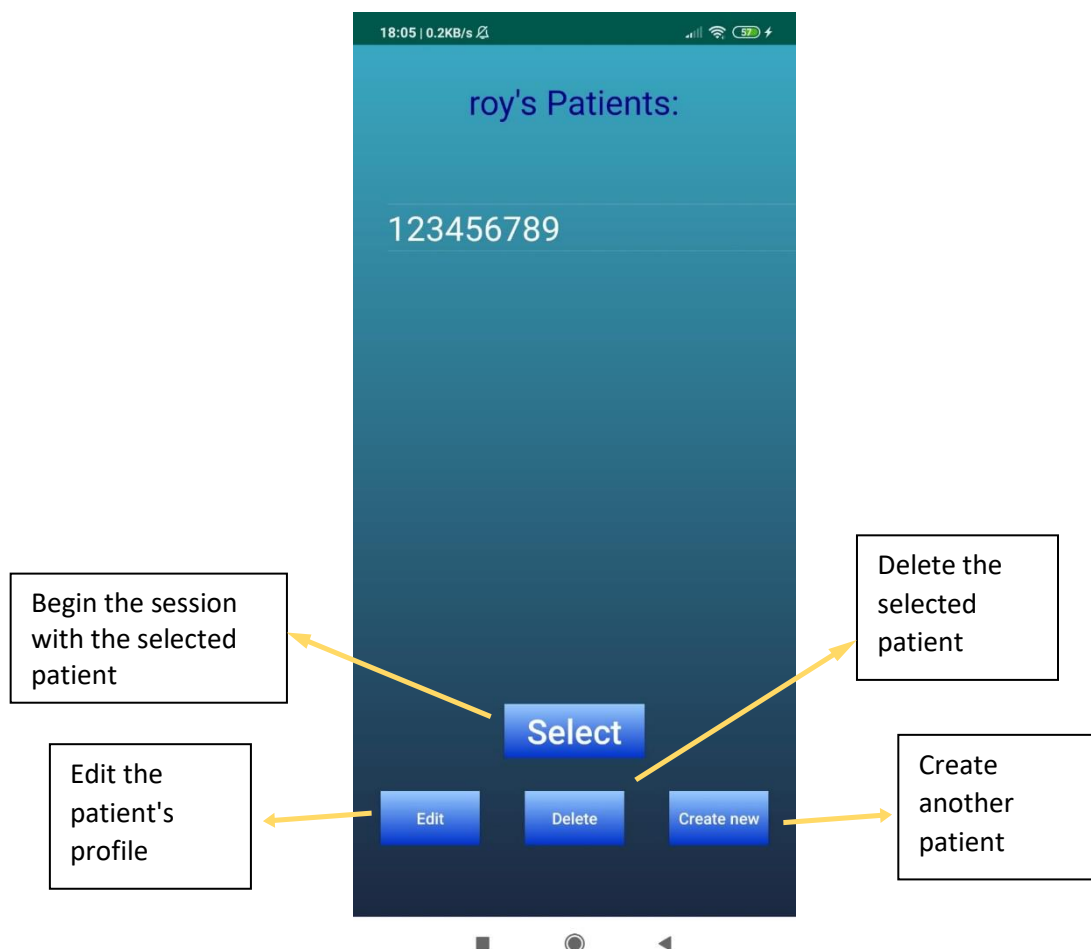 18:05 | 0.2KB/s
57
roy's Patients:
123456789
Begin the session
with the selected
patient
Delete the
selected
patient
Select
Edit the
patient's
profile
Edit
Delete
Create new
Create
another
patient